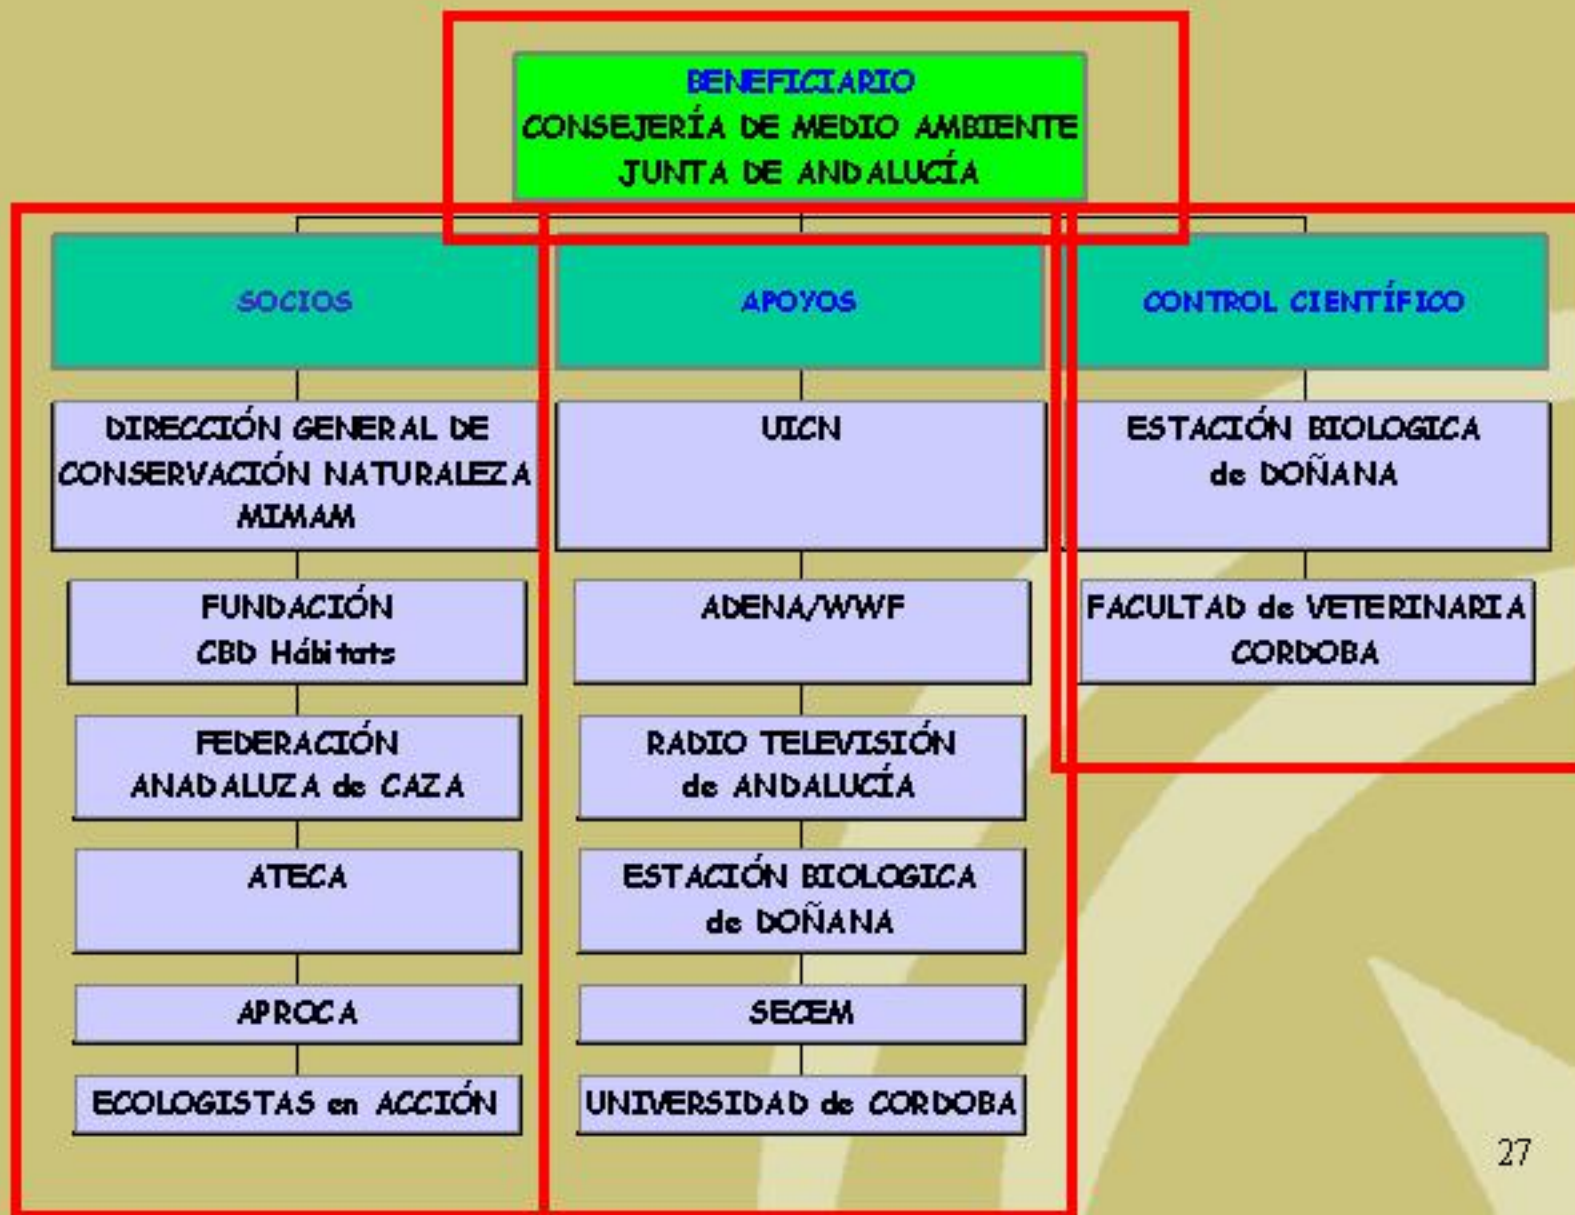 BENEFICIARIO
CONSEJERÍA DE MEDIO AMBIENTE
JUNTA DE ANDALUCÍA
SOCIOS
DIRECCIÓN GENERAL DE
CONSERVACIÓN NATURALEZA
MIMAM
FUNDACIÓN
CBD Hábitats
FEDERACIÓN
ANADALUZA de CAZA
ATECA
APROCA
ECOLOGISTAS en ACCIÓN
APOYOS
UICN
ADENA/WWF
RADIO TELEVISIÓN
de ANDALUCÍA
ESTACIÓN BIOLOGICA
de DOÑANA
SECEM
UNIVERSIDAD de CORDOBA
CONTROL CIENTÍFICO
ESTACIÓN BIOLOGICA
de DOÑANA
FACULTAD de VETERINARIA
CORDOBA
27